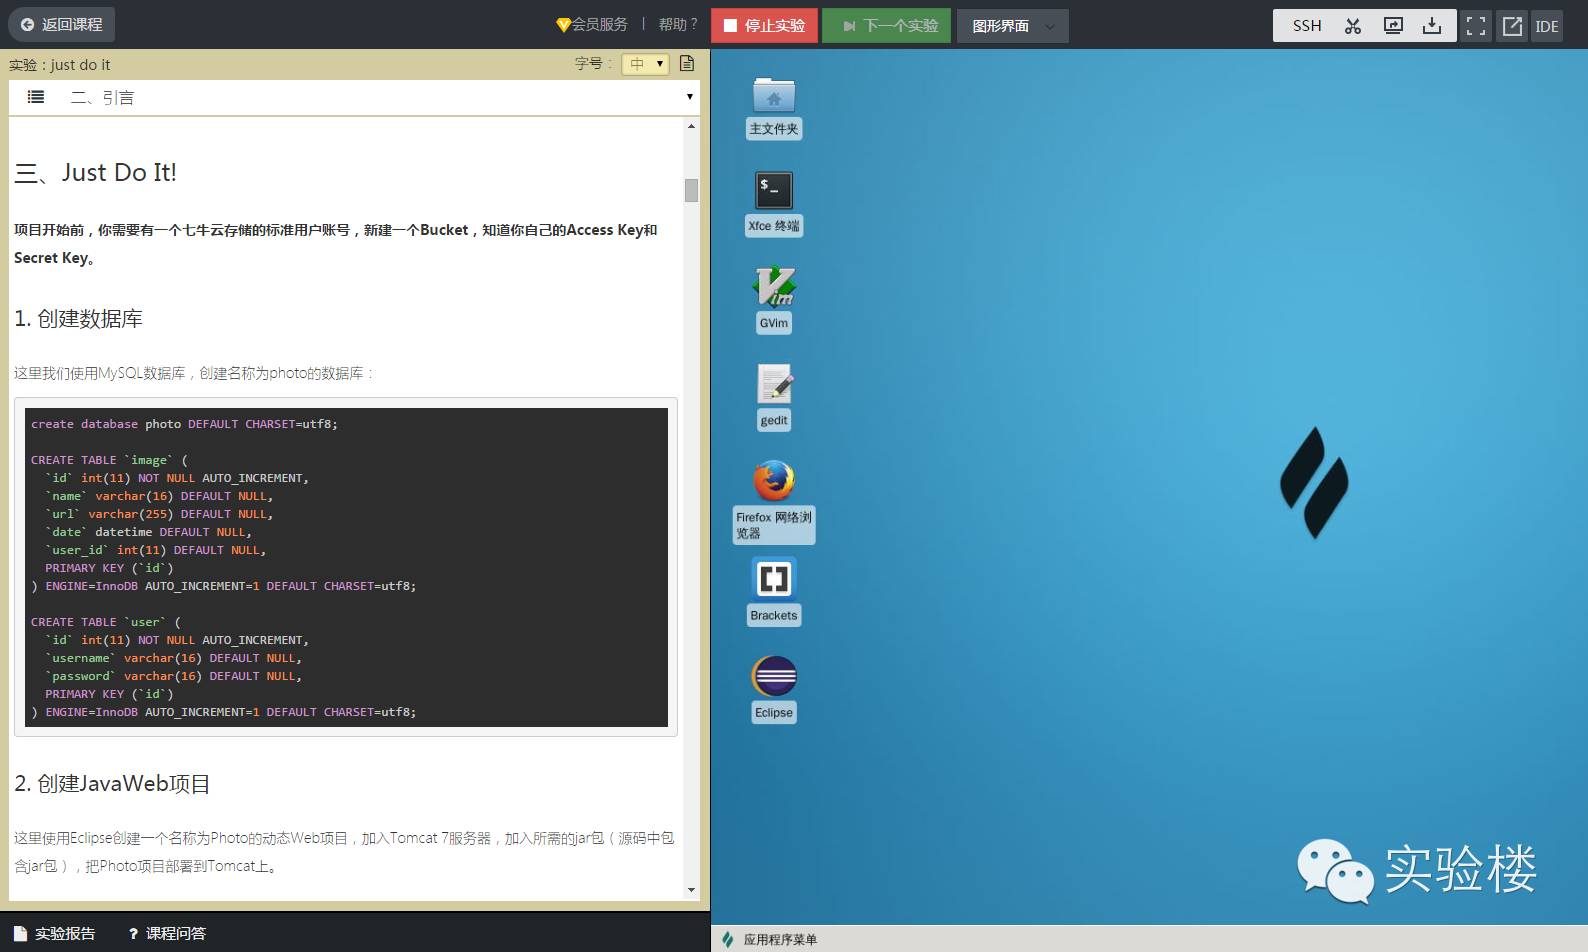 返回课程
会员服务 | 帮助?
停止实验
下一个实验
图形界面
SSH
IDE
实验:just do it
字号:
中
二、引言
三、Just Do It!
项目开始前,你需要有一个七牛云存储的标准用户账号,新建一个Bucket,知道你自己的Access Key和
Secret Key。
1. 创建数据库
这里我们使用MySQL数据库,创建名称为photo的数据库:
create database photo DEFAULT CHARSET=utf8;
CREATE TABLE `image` (
`id` int(11) NOT NULL AUTO_INCREMENT,
`name` varchar(16) DEFAULT NULL,
`url` varchar(255) DEFAULT NULL,
`date` datetime DEFAULT NULL,
`user_id` int(11) DEFAULT NULL,
PRIMARY KEY (`id`)
) ENGINE=InnoDB AUTO_INCREMENT=1 DEFAULT CHARSET=utf8;
CREATE TABLE `user` (
`id` int(11) NOT NULL AUTO_INCREMENT,
`username` varchar(16) DEFAULT NULL,
`password` varchar(16) DEFAULT NULL,
PRIMARY KEY (`id`)
) ENGINE=InnoDB AUTO_INCREMENT=1 DEFAULT CHARSET=utf8;
2. 创建JavaWeb项目
这里使用Eclipse创建一个名称为Photo的动态Web项目,加入Tomcat 7服务器,加入所需的jar包(源码中包
含jar包),把Photo项目部署到Tomcat上。
实验报告
? 课程问答
主文件夹
$_
Xfce 终端
Vim
GVim
gedit
Firefox 网络浏
览器
Brackets
Eclipse
实验楼
应用程序菜单